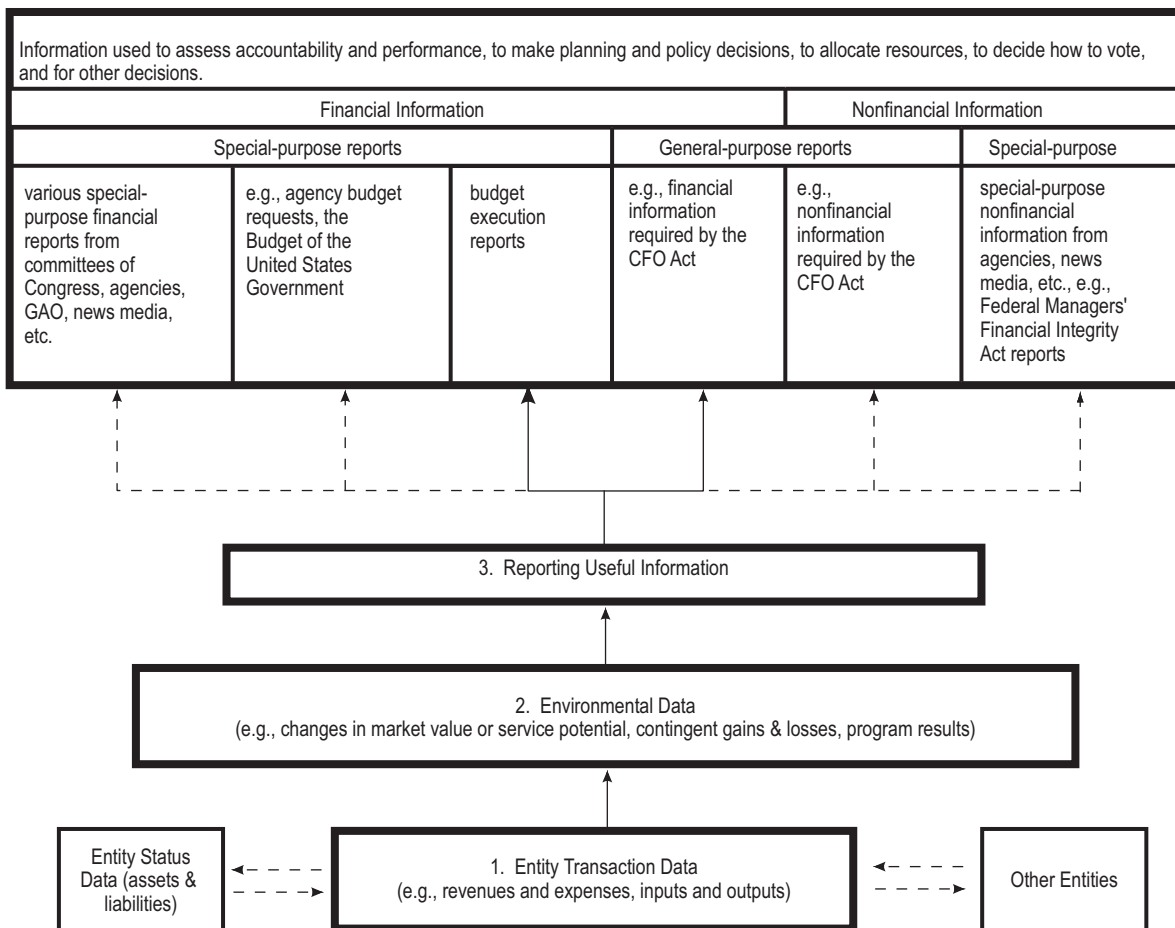 Information used to assess accountability and performance, to make planning and policy decisions, to allocate resources, to decide how to vote,
and for other decisions.
Financial Information
Nonfinancial Information
Special-purpose reports
General-purpose reports
Special-purpose
various special-
purpose financial
reports from
committees of
Congress, agencies,
GAO, news media,
etc.
e.g., agency budget
requests, the
Budget of the
United States
Government
budget
execution
reports
e.g., financial
information
required by the
CFO Act
e.g.,
nonfinancial
information
required by the
CFO Act
special-purpose
nonfinancial
information from
agencies, news
media, etc., e.g.,
Federal Managers'
Financial Integrity
Act reports
3. Reporting Useful Information
2. Environmental Data
(e.g., changes in market value or service potential, contingent gains & losses, program results)
Entity Status
Data (assets &
liabilities)
1. Entity Transaction Data
(e.g., revenues and expenses, inputs and outputs)
Other Entities